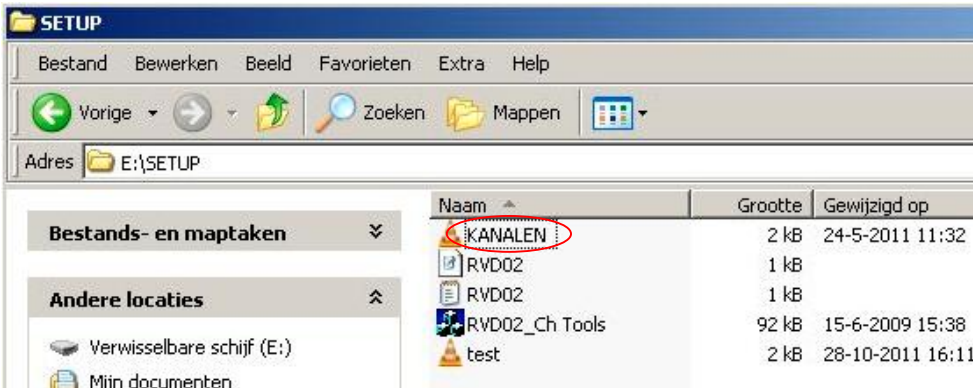 SETUP
Bestand Bewerken Beeld Favorieten Extra Help
Vorige Zoeken Mappen
Adres E:\SETUP
Bestands- en maptaken
Andere locaties
Verwisselbare schijf (E:)
Mijn documenten
Naam Grootte Gewijzigd op
KANALEN 2 kB 24-5-2011 11:32
RVD02 1 kB
RVD02 1 kB
RVD02_Ch Tools 92 kB 15-6-2009 15:38
test 2 kB 28-10-2011 16:11